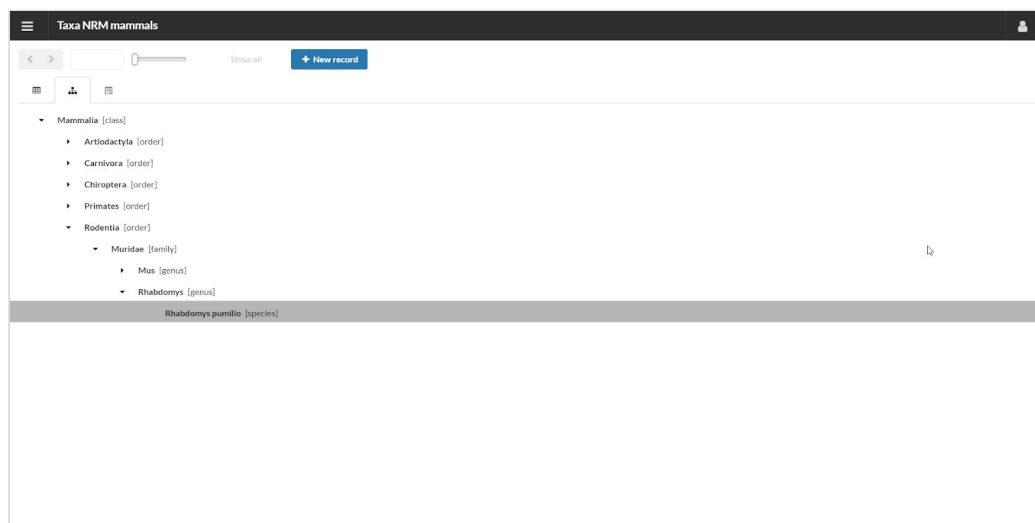 Taxa NRM mammals
Show all
+ New record
Mammalia [class]
Artiodactyla [order]
Carnivora [order]
Chiroptera [order]
Primates [order]
Rodentia [order]
Muridae [family]
Mus [genus]
Rhabdomys [genus]
Rhabdomys pumilio [species]